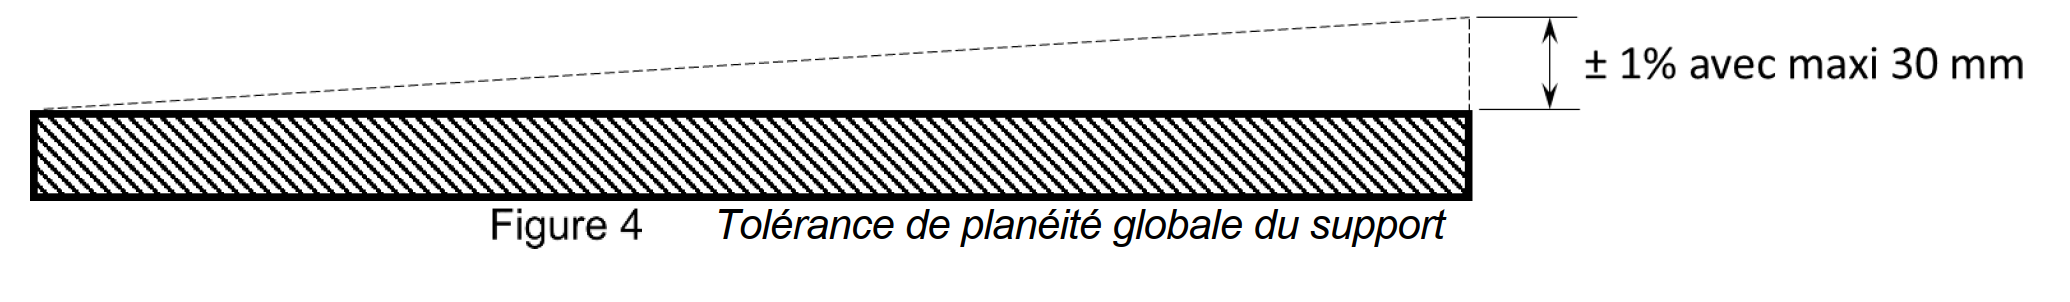 ± 1% avec maxi 30 mm
Figure 4 Tolérance de planéité globale du support